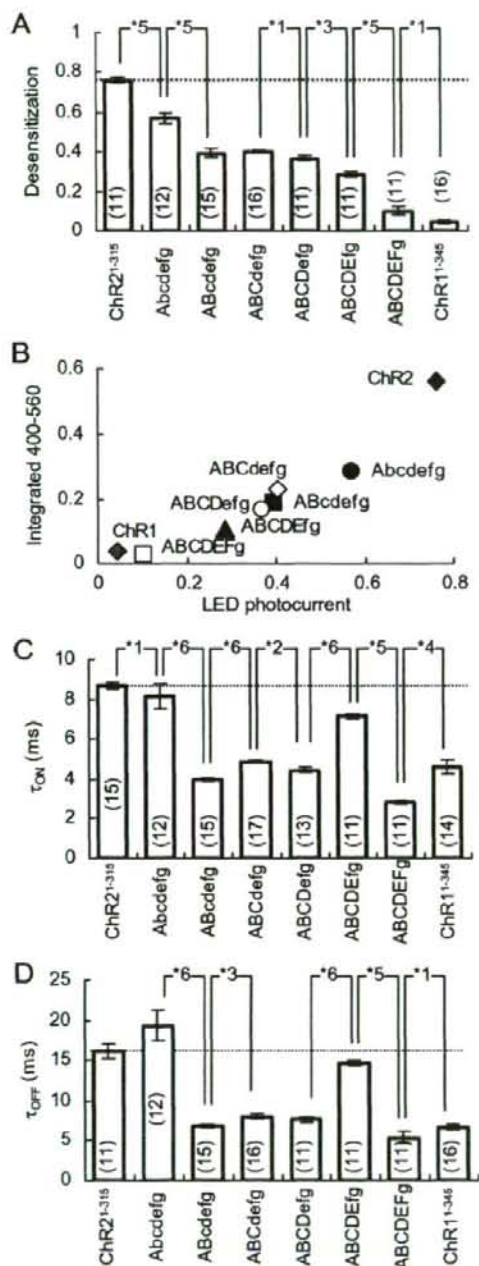 A
*5 *5 *1 *3 *5 *1
Desensitization
1
0.8
0.6
0.4
0.2
0
(11) (12) (15) (16) (11) (11) (11) (16)
ChR2¹⁻³¹⁵ Abcdefg ABcdefg ABCdefg ABCDefg ABCDEfg ABCDEFg ChR1¹⁻³⁴⁵
B
Integrated 400-560
0.6
0.4
0.2
0
ChR2
Abcdefg
ABCdefg
ABcdefg
ABCDefg
ABCDEfg
ChR1
ABCDEFg
0 0.2 0.4 0.6 0.8
LED photocurrent
C
*1 *6 *6 *2 *6 *5 *4
τON (ms)
10
8
6
4
2
0
(15) (12) (15) (17) (13) (11) (11) (14)
ChR2¹⁻³¹⁵ Abcdefg ABcdefg ABCdefg ABCDefg ABCDEfg ABCDEFg ChR1¹⁻³⁴⁵
D
*6 *3 *6 *5 *1
τOFF (ms)
25
20
15
10
5
0
(11) (12) (15) (16) (11) (11) (11) (16)
ChR2¹⁻³¹⁵ Abcdefg ABcdefg ABCdefg ABCDefg ABCDEfg ABCDEFg ChR1¹⁻³⁴⁵